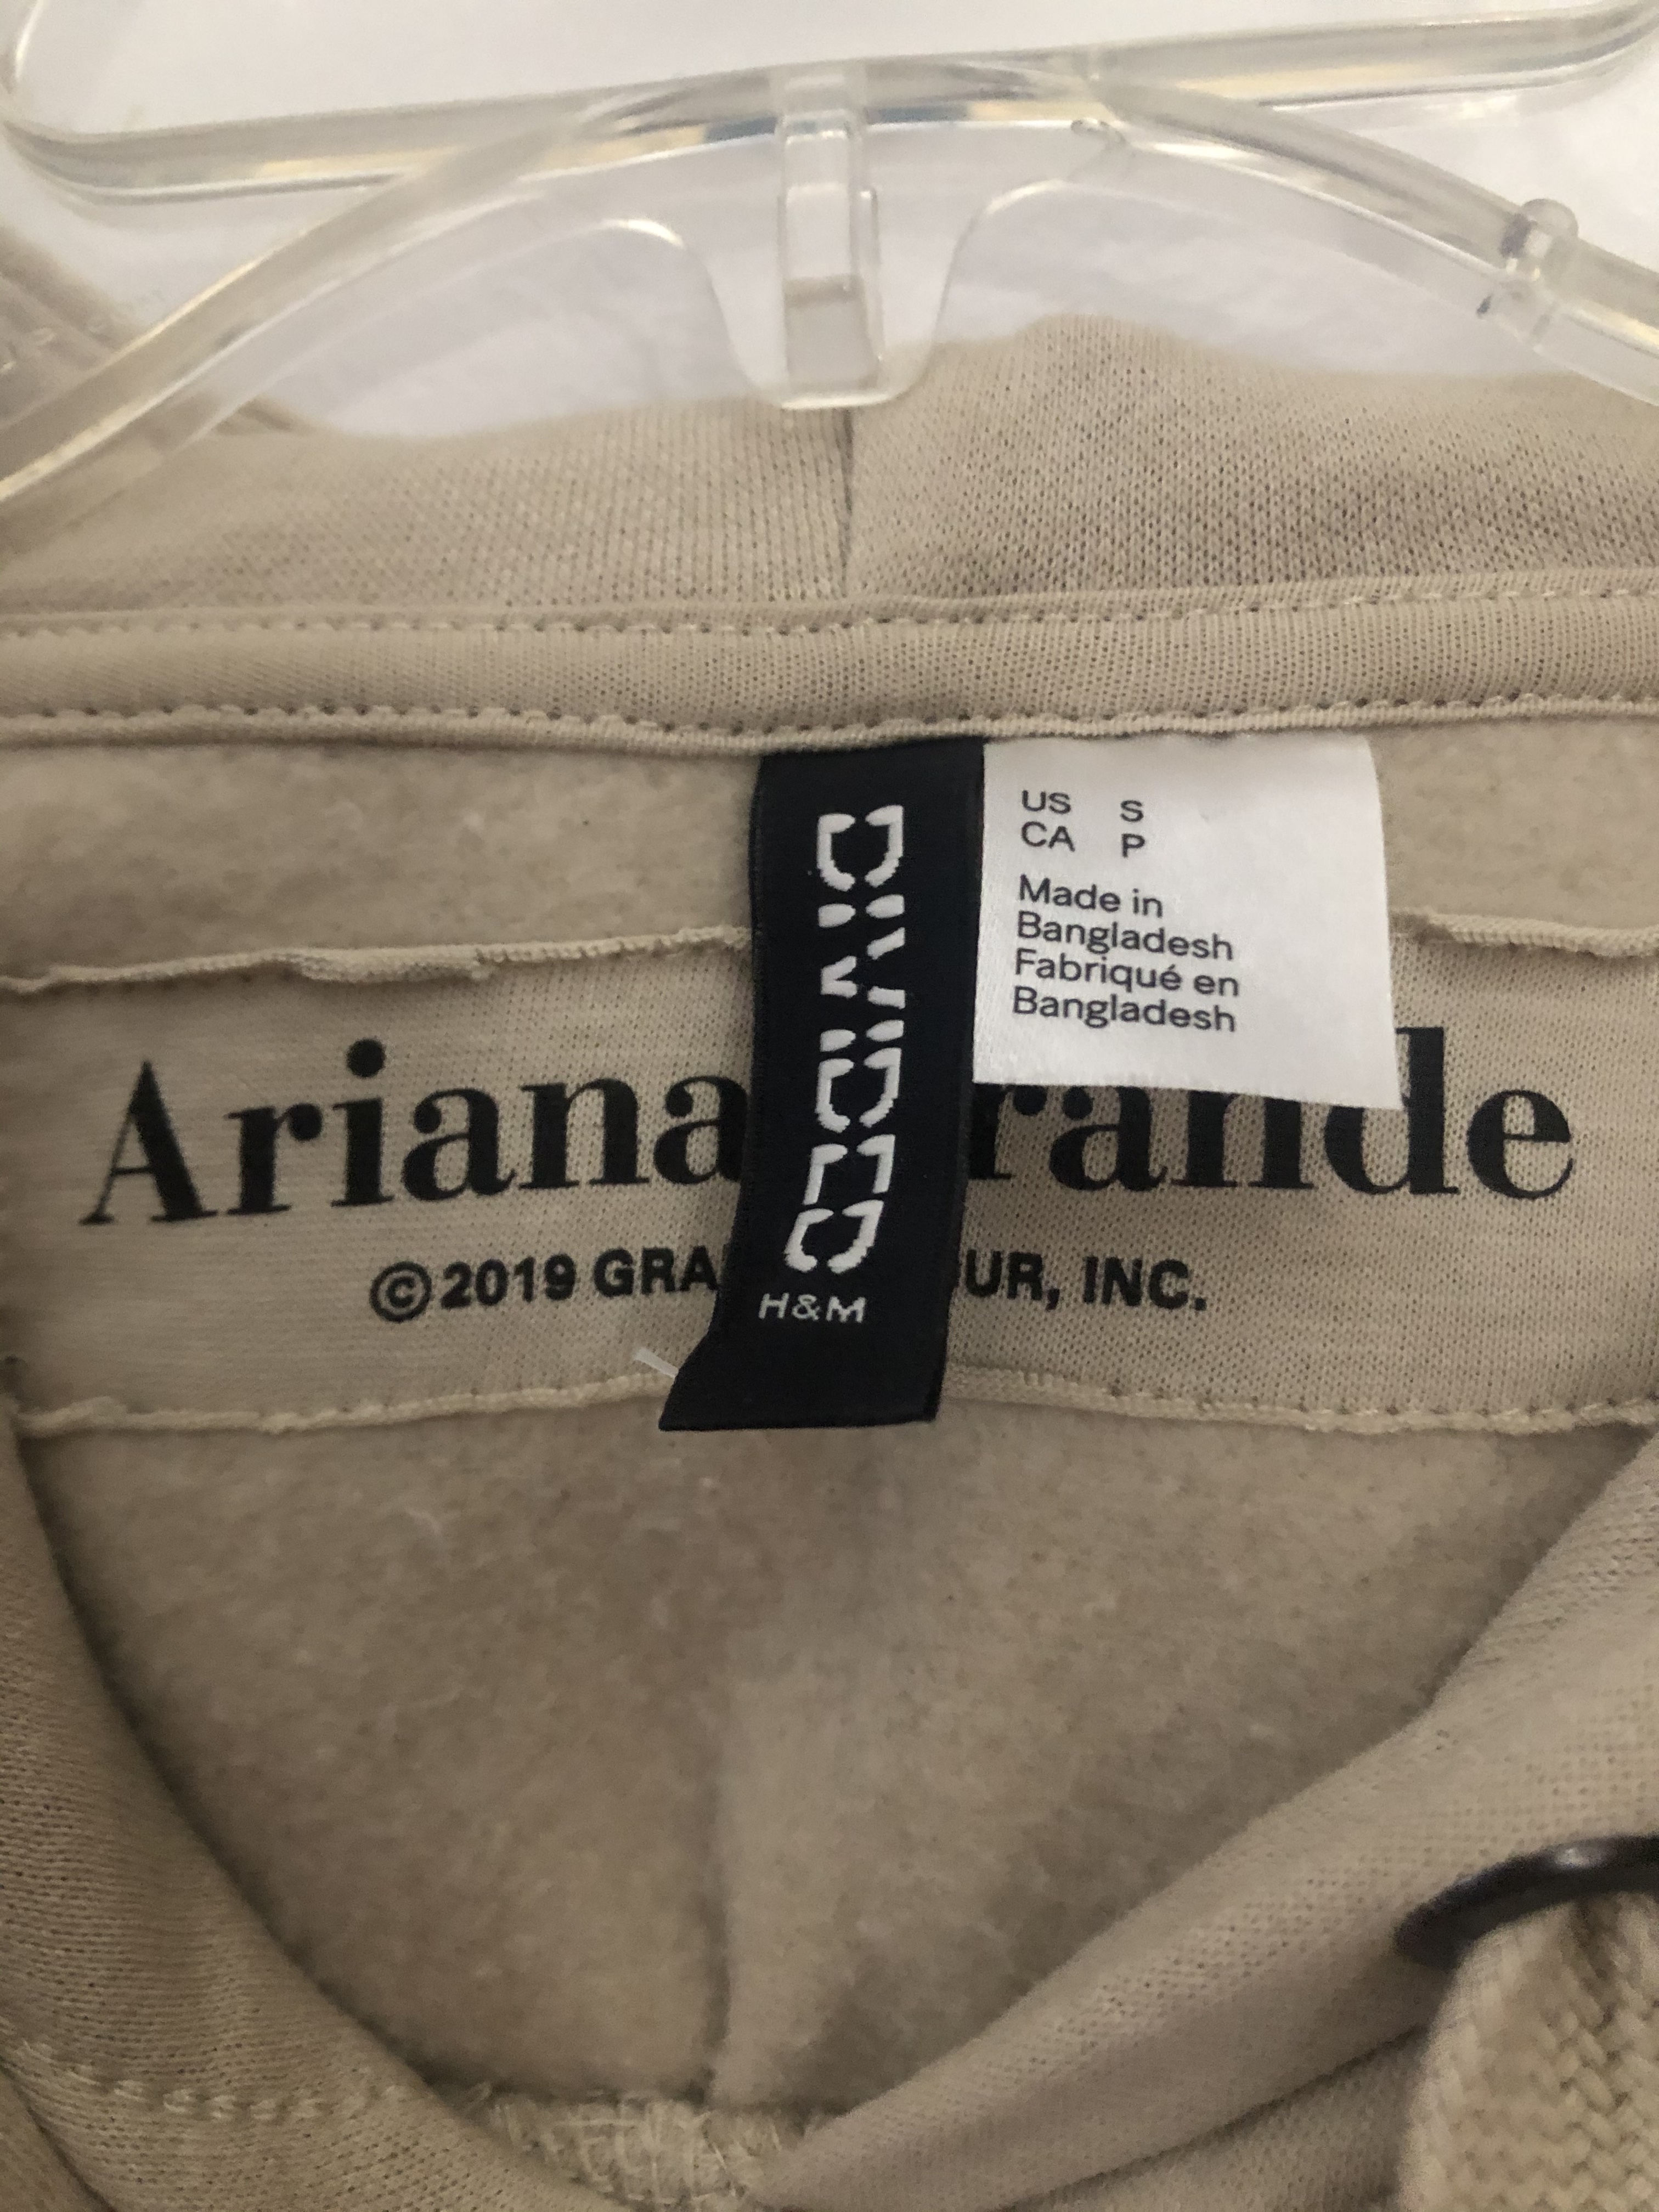 DIVIDED
H&M
US S
CA P
Made in
Bangladesh
Fabriqué en
Bangladesh
Ariana rande
©2019 GRA UR, INC.